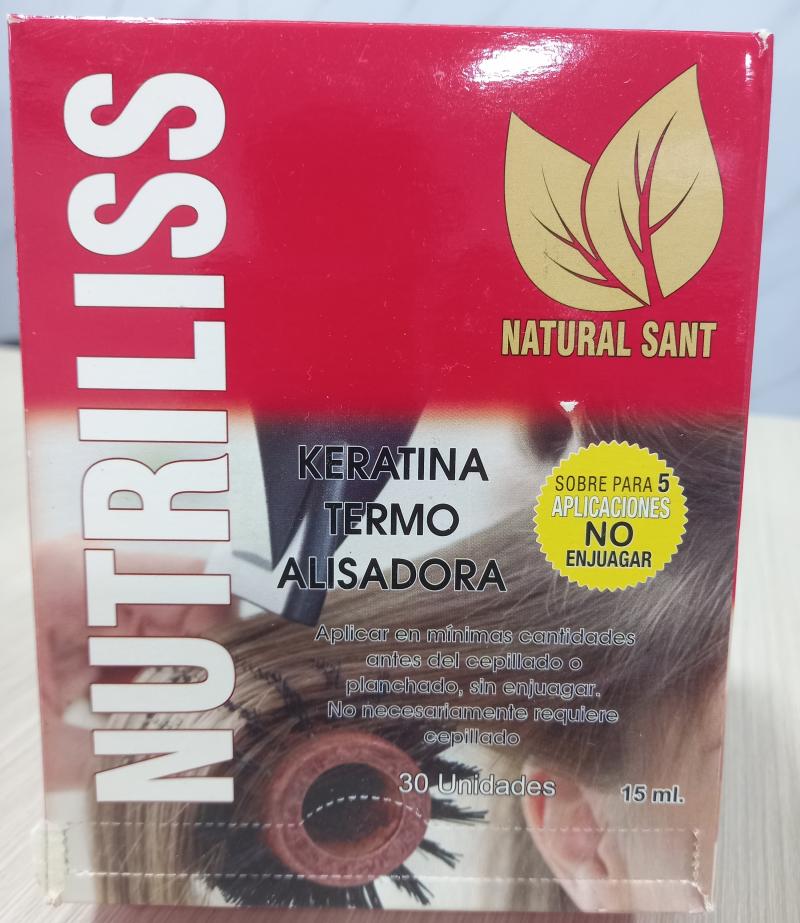 NUTRILISS
NATURAL SANT
KERATINA
TERMO
ALISADORA
SOBRE PARA 5
APLICACIONES
NO
ENJUAGAR
Aplicar en mínimas cantidades
antes del cepillado o
planchado, sin enjuagar.
No necesariamente requiere
cepillado
30 Unidades
15 ml.